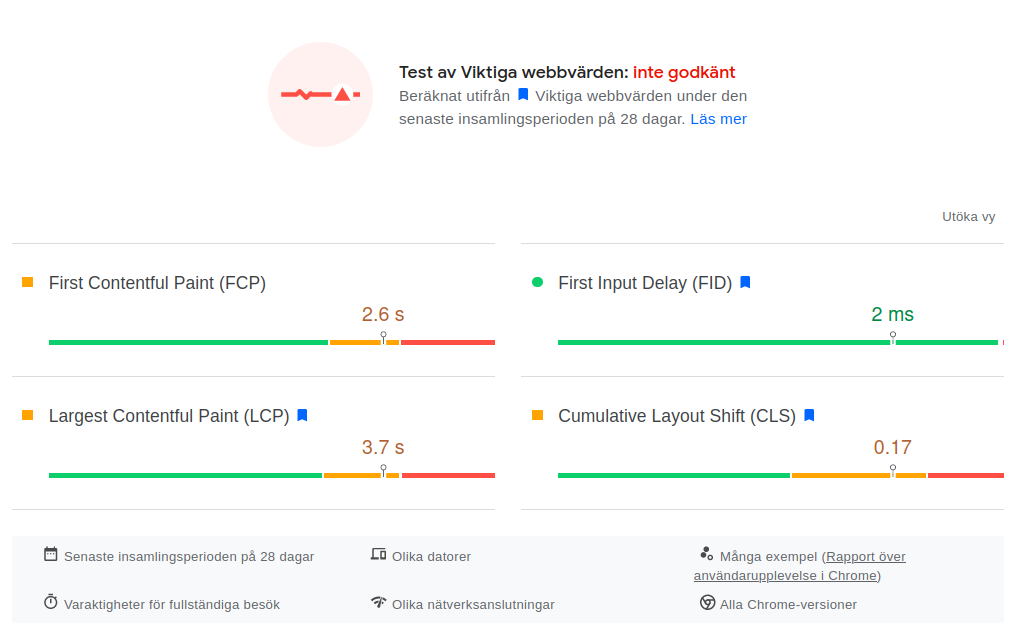 Test av Viktiga webbvärden: inte godkänt
Beräknat utifrån Viktiga webbvärden under den
senaste insamlingsperioden på 28 dagar. Läs mer
Utöka vy
First Contentful Paint (FCP)
2.6 s
First Input Delay (FID)
2 ms
Largest Contentful Paint (LCP)
3.7 s
Cumulative Layout Shift (CLS)
0.17
Senaste insamlingsperioden på 28 dagar
Olika datorer
Många exempel (Rapport över
användarupplevelse i Chrome)
Varaktigheter för fullständiga besök
Olika nätverksanslutningar
Alla Chrome-versioner